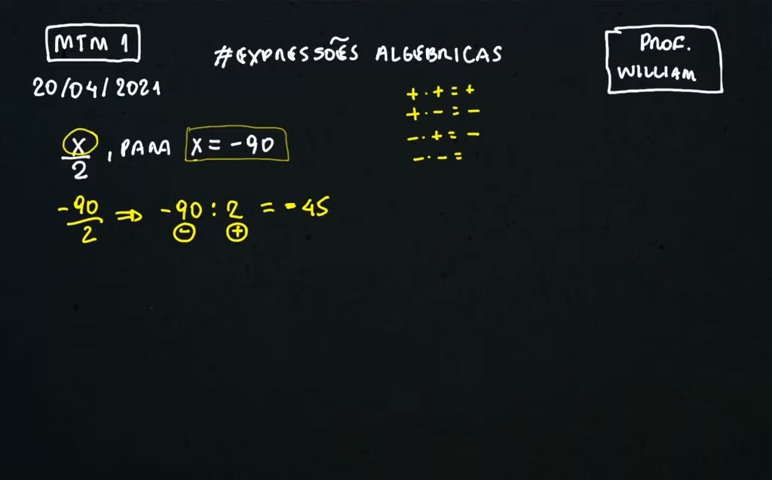 MTM 1
#EXPRESSÕES ALGÉBRICAS
PROF.
WILLIAM
20/04/2021
x/2, PARA x = -90
-90/2 ⇒ -90 : 2 = -45
- +
+ . + = +
+ . - = -
- . + = -
- . - =